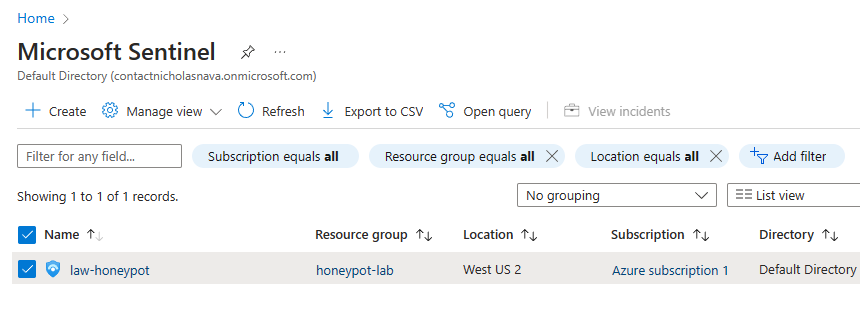 Home >
Microsoft Sentinel ...
Default Directory (contactnicholasnava.onmicrosoft.com)
+ Create Manage view Refresh Export to CSV Open query View incidents
Filter for any field... Subscription equals all Resource group equals all Location equals all Add filter
Showing 1 to 1 of 1 records. No grouping List view
Name Resource group Location Subscription Directory
law-honeypot honeypot-lab West US 2 Azure subscription 1 Default Directory